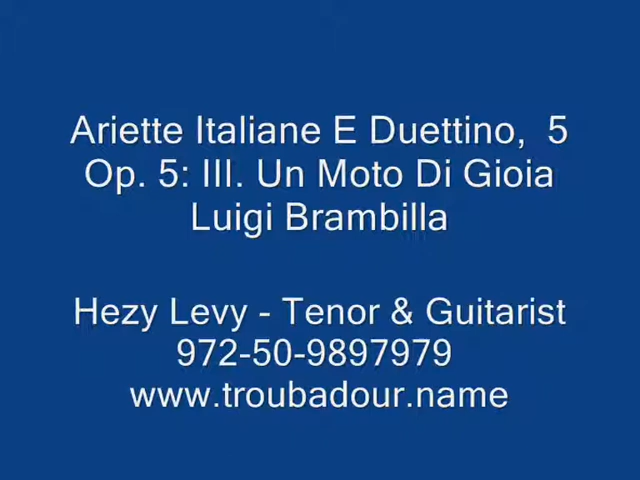 Ariette Italiane E Duettino,  5
Op. 5: III. Un Moto Di Gioia
Luigi Brambilla
Hezy Levy - Tenor & Guitarist
972-50-9897979
www.troubadour.name